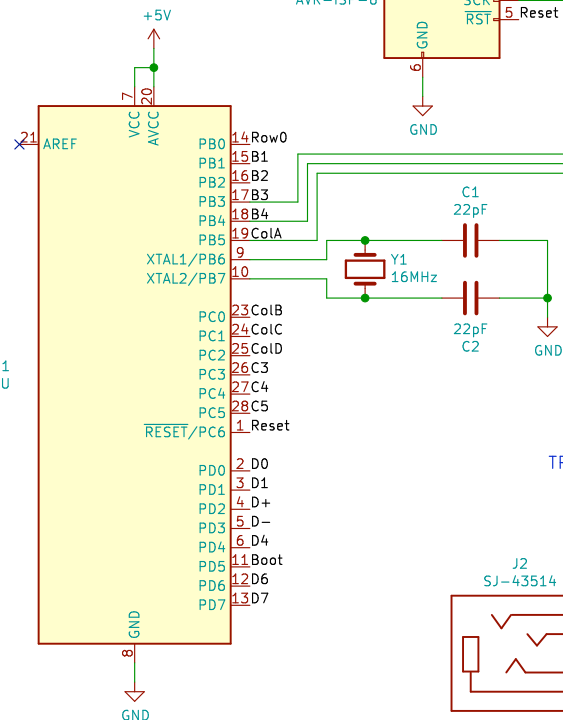 +5V
SCK
RST
5
Reset
GND
6
GND
7
20
VCC
AVCC
21
AREF
PB0 14 Row0
PB1 15 B1
PB2 16 B2
PB3 17 B3
PB4 18 B4
PB5 19 ColA
XTAL1/PB6 9
XTAL2/PB7 10
C1
22pF
Y1
16MHz
22pF
C2
GND
PC0 23 ColB
PC1 24 ColC
PC2 25 ColD
PC3 26 C3
PC4 27 C4
PC5 28 C5
RESET/PC6 1 Reset
1
U
PD0 2 D0
PD1 3 D1
PD2 4 D+
PD3 5 D-
PD4 6 D4
PD5 11 Boot
PD6 12 D6
PD7 13 D7
J2
SJ-43514
GND
8
GND